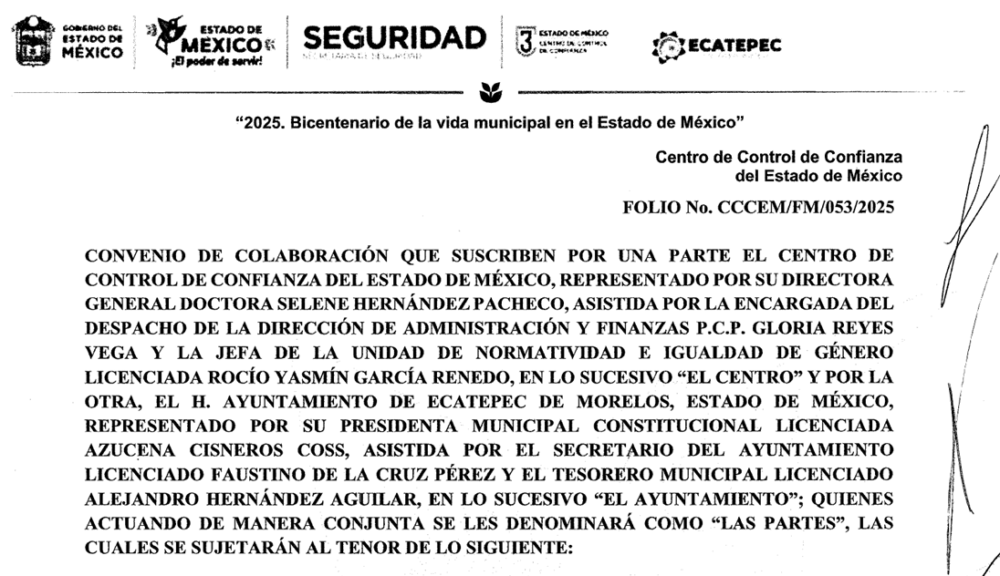 GOBIERNO DEL
ESTADO DE
MÉXICO
ESTADO DE
MÉXICO
¡El poder de servir!
SEGURIDAD
SECRETARÍA DE SEGURIDAD
ESTADO DE MÉXICO
CENTRO DE CONTROL
DE CONFIANZA
ECATEPEC
“2025. Bicentenario de la vida municipal en el Estado de México”
Centro de Control de Confianza
del Estado de México
FOLIO No. CCCEM/FM/053/2025
CONVENIO DE COLABORACIÓN QUE SUSCRIBEN POR UNA PARTE EL CENTRO DE
CONTROL DE CONFIANZA DEL ESTADO DE MÉXICO, REPRESENTADO POR SU DIRECTORA
GENERAL DOCTORA SELENE HERNÁNDEZ PACHECO, ASISTIDA POR LA ENCARGADA DEL
DESPACHO DE LA DIRECCIÓN DE ADMINISTRACIÓN Y FINANZAS P.C.P. GLORIA REYES
VEGA Y LA JEFA DE LA UNIDAD DE NORMATIVIDAD E IGUALDAD DE GÉNERO
LICENCIADA ROCÍO YASMÍN GARCÍA RENEDO, EN LO SUCESIVO “EL CENTRO” Y POR LA
OTRA, EL H. AYUNTAMIENTO DE ECATEPEC DE MORELOS, ESTADO DE MÉXICO,
REPRESENTADO POR SU PRESIDENTA MUNICIPAL CONSTITUCIONAL LICENCIADA
AZUCENA CISNEROS COSS, ASISTIDA POR EL SECRETARIO DEL AYUNTAMIENTO
LICENCIADO FAUSTINO DE LA CRUZ PÉREZ Y EL TESORERO MUNICIPAL LICENCIADO
ALEJANDRO HERNÁNDEZ AGUILAR, EN LO SUCESIVO “EL AYUNTAMIENTO”; QUIENES
ACTUANDO DE MANERA CONJUNTA SE LES DENOMINARÁ COMO “LAS PARTES”, LAS
CUALES SE SUJETARÁN AL TENOR DE LO SIGUIENTE: